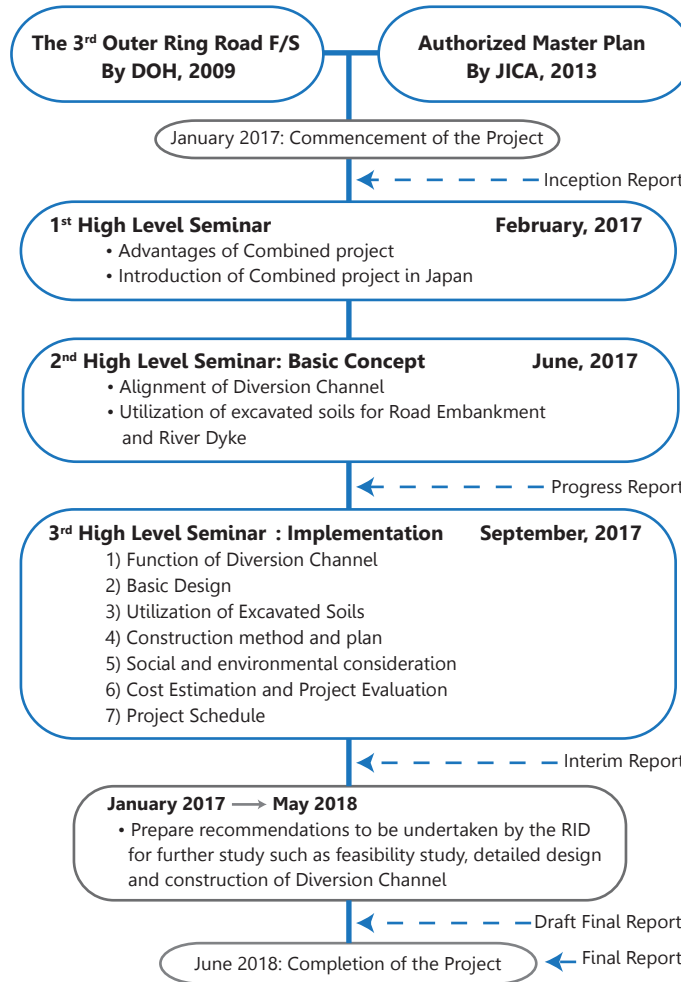 The 3rd Outer Ring Road F/S
By DOH, 2009
Authorized Master Plan
By JICA, 2013
January 2017: Commencement of the Project
Inception Report
1st High Level Seminar February, 2017
• Advantages of Combined project
• Introduction of Combined project in Japan
2nd High Level Seminar: Basic Concept June, 2017
• Alignment of Diversion Channel
• Utilization of excavated soils for Road Embankment
and River Dyke
Progress Report
3rd High Level Seminar : Implementation September, 2017
1) Function of Diversion Channel
2) Basic Design
3) Utilization of Excavated Soils
4) Construction method and plan
5) Social and environmental consideration
6) Cost Estimation and Project Evaluation
7) Project Schedule
Interim Report
January 2017 → May 2018
• Prepare recommendations to be undertaken by the RID
for further study such as feasibility study, detailed design
and construction of Diversion Channel
Draft Final Report
June 2018: Completion of the Project
Final Report